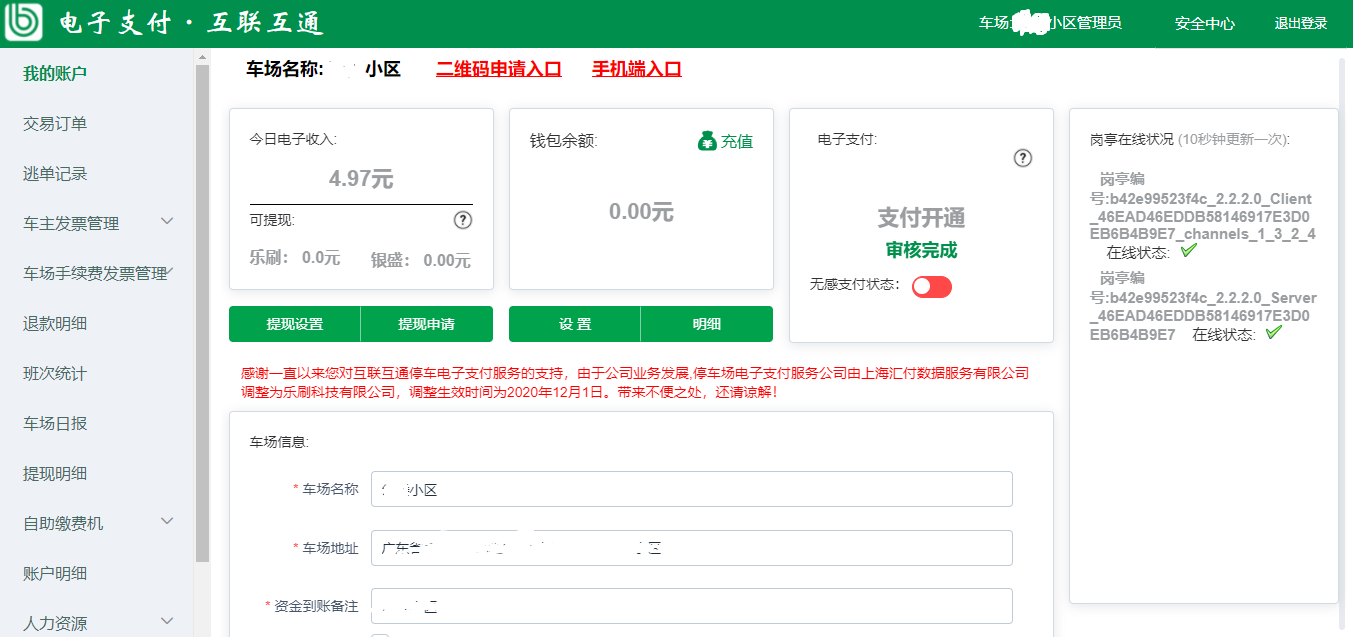 电子支付·互联互通
车场 小区管理员 安全中心 退出登录
我的账户
交易订单
逃单记录
车主发票管理
车场手续费发票管理
退款明细
班次统计
车场日报
提现明细
自助缴费机
账户明细
人力资源
车场名称: 小区 二维码申请入口 手机端入口
今日电子收入:
4.97元
可提现: ?
乐刷: 0.0元 银盛: 0.00元
提现设置 提现申请
钱包余额: ¥ 充值
0.00元
设 置 明细
电子支付:
?
支付开通
审核完成
无感支付状态:
岗亭在线状况 (10秒钟更新一次):
岗亭编
号:b42e99523f4c_2.2.2.0_Client
_46EAD46EDDB58146917E3D0
EB6B4B9E7_channels_1_3_2_4
在线状态:
岗亭编
号:b42e99523f4c_2.2.2.0_Server
_46EAD46EDDB58146917E3D0
EB6B4B9E7 在线状态:
感谢一直以来您对互联互通停车电子支付服务的支持，由于公司业务发展,停车场电子支付服务公司由上海汇付数据服务有限公司
调整为乐刷科技有限公司，调整生效时间为2020年12月1日。带来不便之处，还请谅解！
车场信息:
* 车场名称 小区
* 车场地址 广东省 区
* 资金到账备注